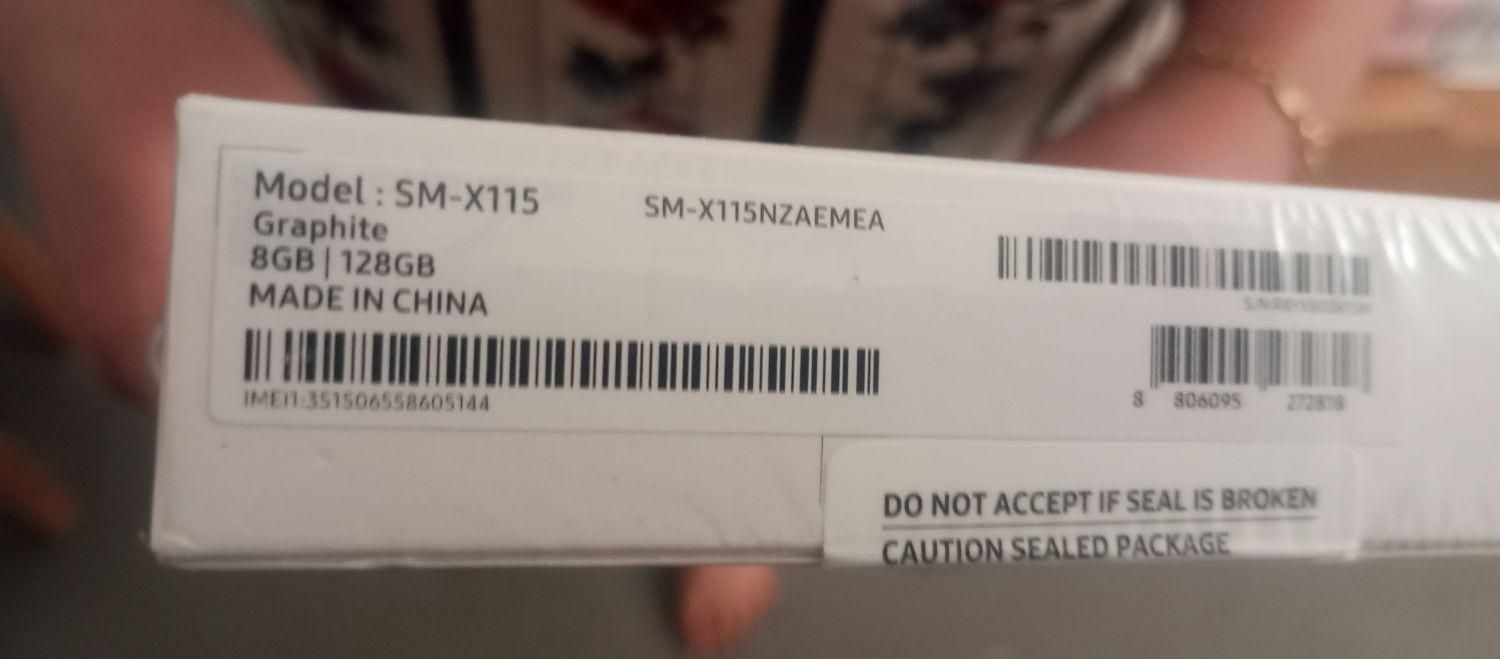 Model : SM-X115
SM-X115NZAEMEA
Graphite
8GB | 128GB
MADE IN CHINA
IMEI1:351506558605144
8 806095 272818
DO NOT ACCEPT IF SEAL IS BROKEN
CAUTION SEALED PACKAGE